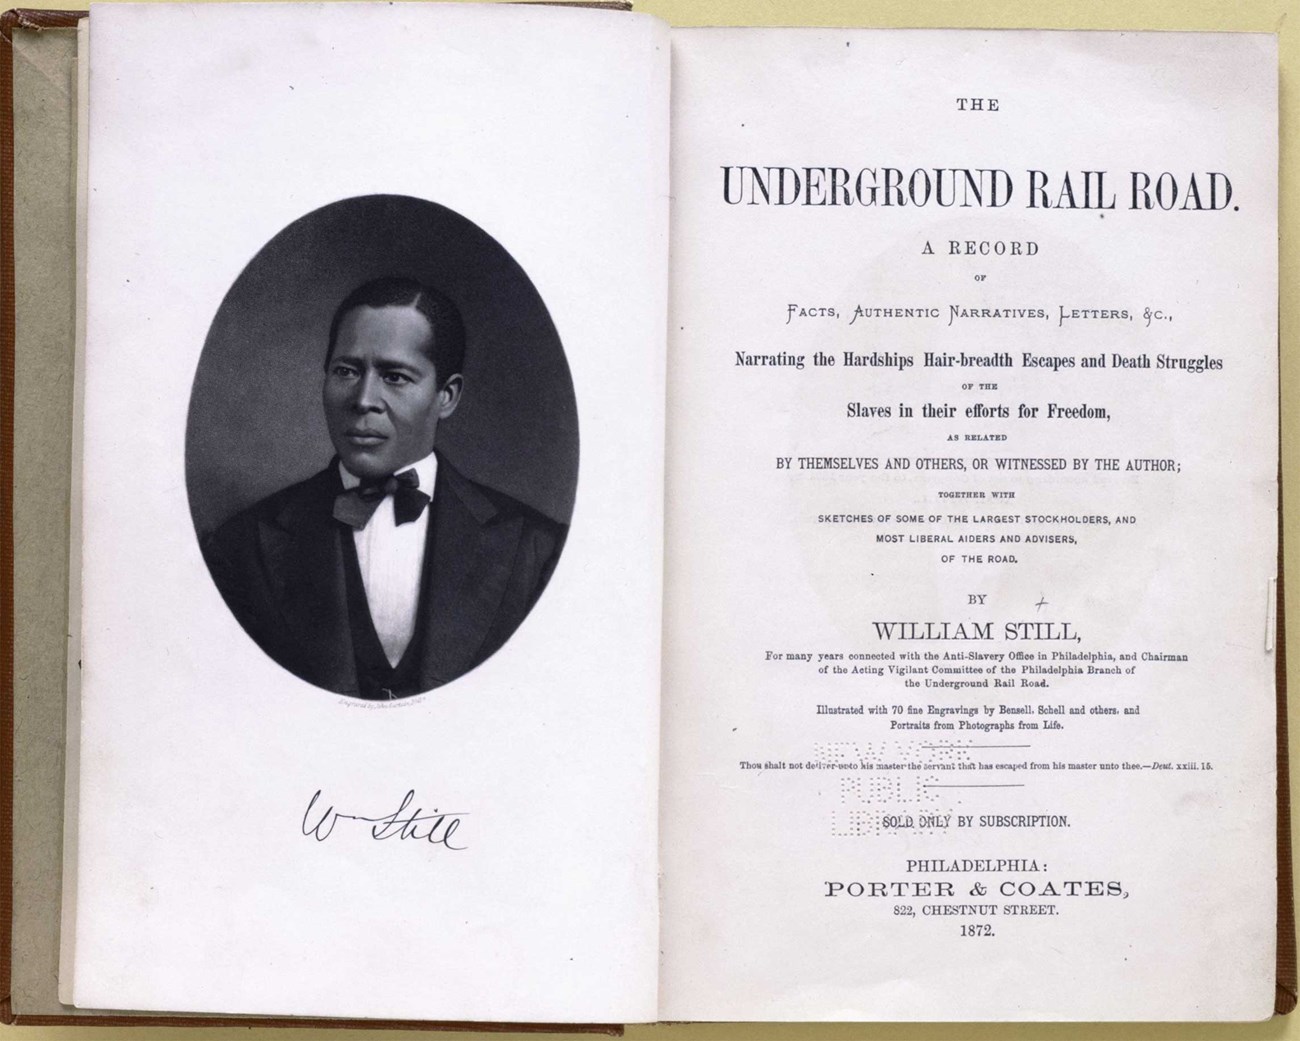 Engraved by John Sartain, Phila.
Wm Still
THE
UNDERGROUND RAIL ROAD.
A RECORD
OF
FACTS, AUTHENTIC NARRATIVES, LETTERS, &C.,
Narrating the Hardships Hair-breadth Escapes and Death Struggles
OF THE
Slaves in their efforts for Freedom,
AS RELATED
BY THEMSELVES AND OTHERS, OR WITNESSED BY THE AUTHOR;
TOGETHER WITH
SKETCHES OF SOME OF THE LARGEST STOCKHOLDERS, AND
MOST LIBERAL AIDERS AND ADVISERS,
OF THE ROAD.
BY
WILLIAM STILL,
For many years connected with the Anti-Slavery Office in Philadelphia, and Chairman
of the Acting Vigilant Committee of the Philadelphia Branch of
the Underground Rail Road.
Illustrated with 70 fine Engravings by Bensell, Schell and others, and
Portraits from Photographs from Life.
NEW YORK
Thou shalt not deliver unto his master the servant that has escaped from his master unto thee.—Deut. xxiii. 15.
PUBLIC
LIBRARY
SOLD ONLY BY SUBSCRIPTION.
PHILADELPHIA:
PORTER & COATES,
822, CHESTNUT STREET.
1872.